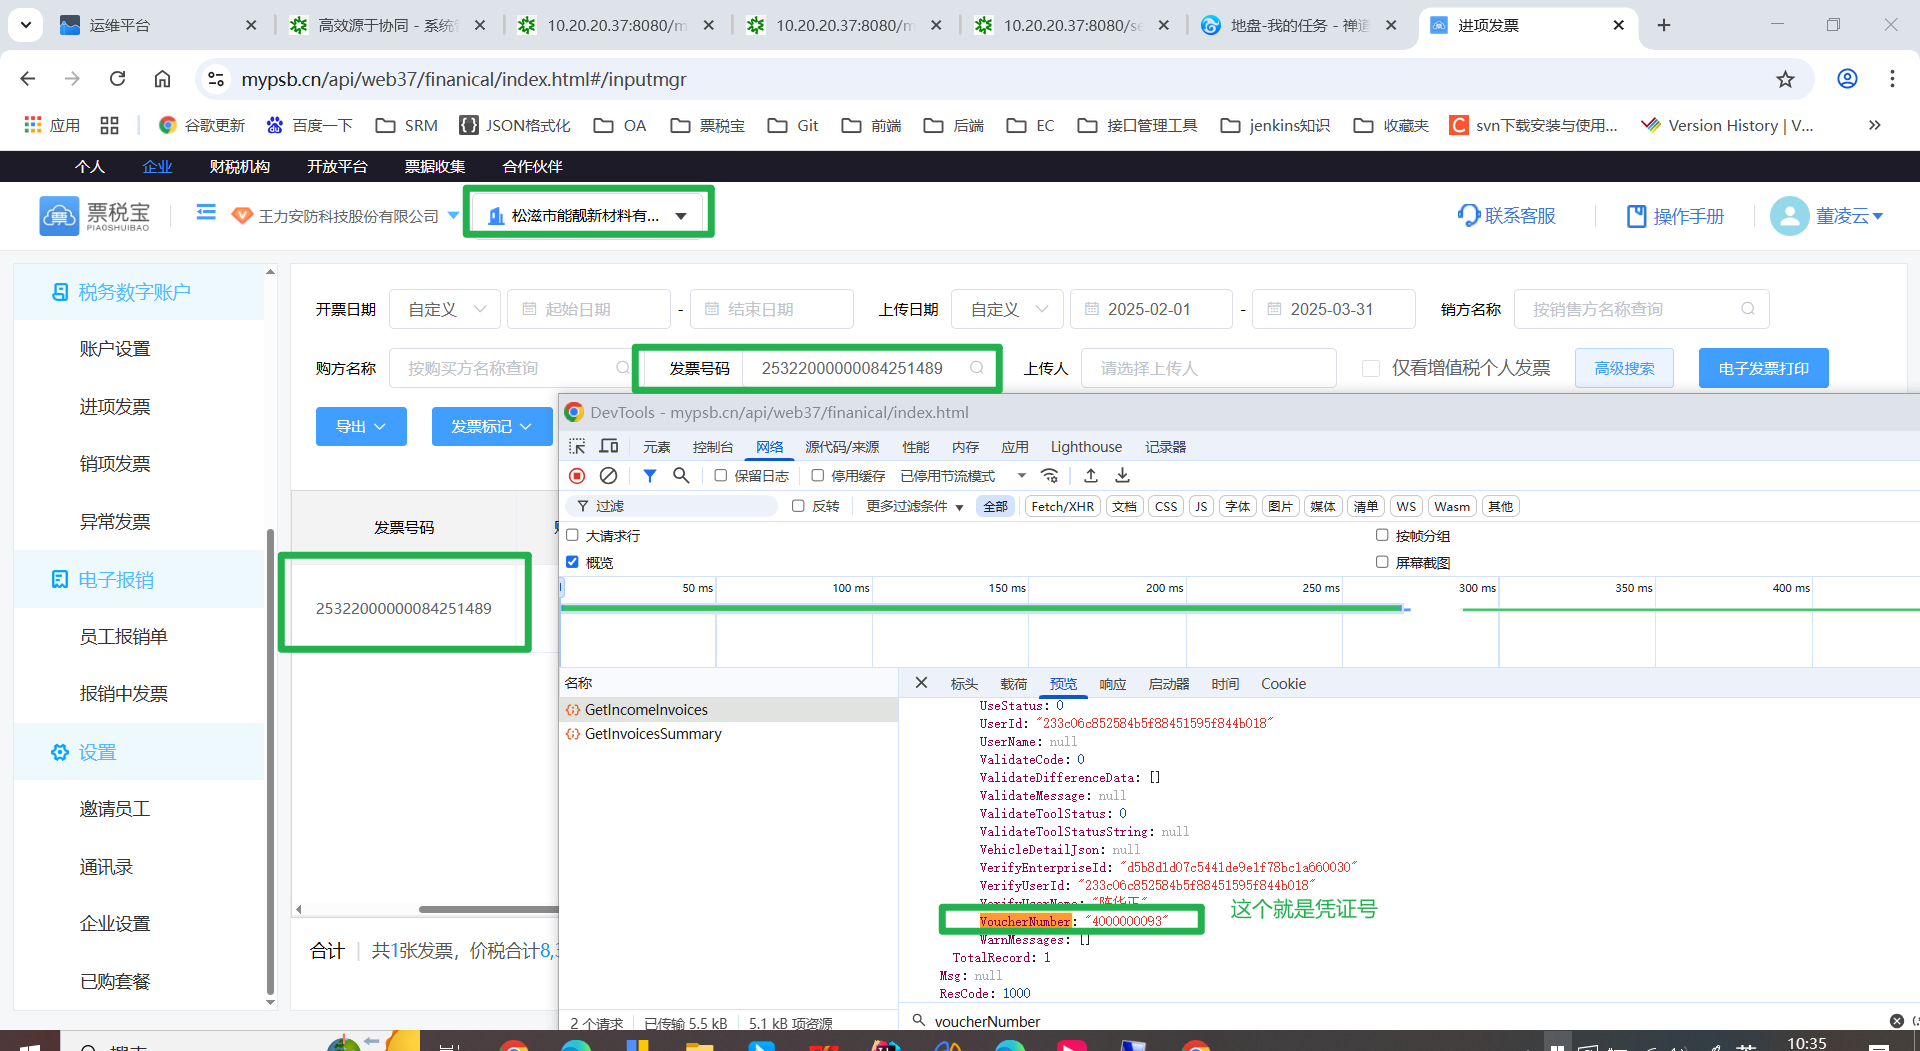 运维平台
高效源于协同 - 系统
10.20.20.37:8080/m
10.20.20.37:8080/m
10.20.20.37:8080/se
地盘-我的任务 - 禅道
进项发票
mypsb.cn/api/web37/finanical/index.html#/inputmgr
应用
谷歌更新
百度一下
SRM
JSON格式化
OA
票税宝
Git
前端
后端
EC
接口管理工具
jenkins知识
收藏夹
svn下载安装与使用...
Version History | V...
个人
企业
财税机构
开放平台
票据收集
合作伙伴
票税宝
PIAOSHUIBAO
王力安防科技股份有限公司
松滋市能靓新材料有...
联系客服
操作手册
董凌云
税务数字账户
账户设置
进项发票
销项发票
异常发票
电子报销
员工报销单
报销中发票
设置
邀请员工
通讯录
企业设置
已购套餐
开票日期 自定义 起始日期 - 结束日期 上传日期 自定义 2025-02-01 - 2025-03-31 销方名称 按销售方名称查询
购方名称 按购买方名称查询 发票号码 25322000000084251489 上传人 请选择上传人 仅看增值税个人发票 高级搜索 电子发票打印
导出 发票标记
发票号码
25322000000084251489
合计 共1张发票，价税合计8,3
DevTools - mypsb.cn/api/web37/finanical/index.html
元素 控制台 网络 源代码/来源 性能 内存 应用 Lighthouse 记录器
保留日志 停用缓存 已停用节流模式
过滤 反转 更多过滤条件 全部 Fetch/XHR 文档 CSS JS 字体 图片 媒体 清单 WS Wasm 其他
大请求行 按帧分组
概览 屏幕截图
50 ms 100 ms 150 ms 200 ms 250 ms 300 ms 350 ms 400 ms
名称
GetIncomeInvoices
GetInvoicesSummary
标头 载荷 预览 响应 启动器 时间 Cookie
UseStatus: 0
UserId: "233c06c852584b5f88451595f844b018"
UserName: null
ValidateCode: 0
ValidateDifferenceData: []
ValidateMessage: null
ValidateToolStatus: 0
ValidateToolStatusString: null
VehicleDetailJson: null
VerifyEnterpriseId: "d5b8d1d07c5441de9e1f78bc1a660030"
VerifyUserId: "233c06c852584b5f88451595f844b018"
VerifyUserName: "陈华正"
VoucherNumber: "4000000093"
这个就是凭证号
WarnMessages: []
TotalRecord: 1
Msg: null
ResCode: 1000
2 个请求 已传输 5.5 kB 5.1 kB 项资源
voucherNumber
10:35